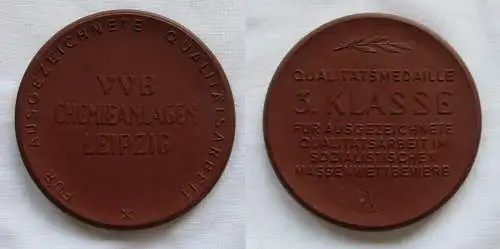 FÜR AUSGEZEICHNETE QUALITÄTSARBEIT
VVB
CHEMIEANLAGEN
LEIPZIG
QUALITÄTSMEDAILLE
3. KLASSE
FÜR AUSGEZEICHNETE
QUALITÄTSARBEIT IM
SOZIALISTISCHEN
MASSENWETTBEWERB